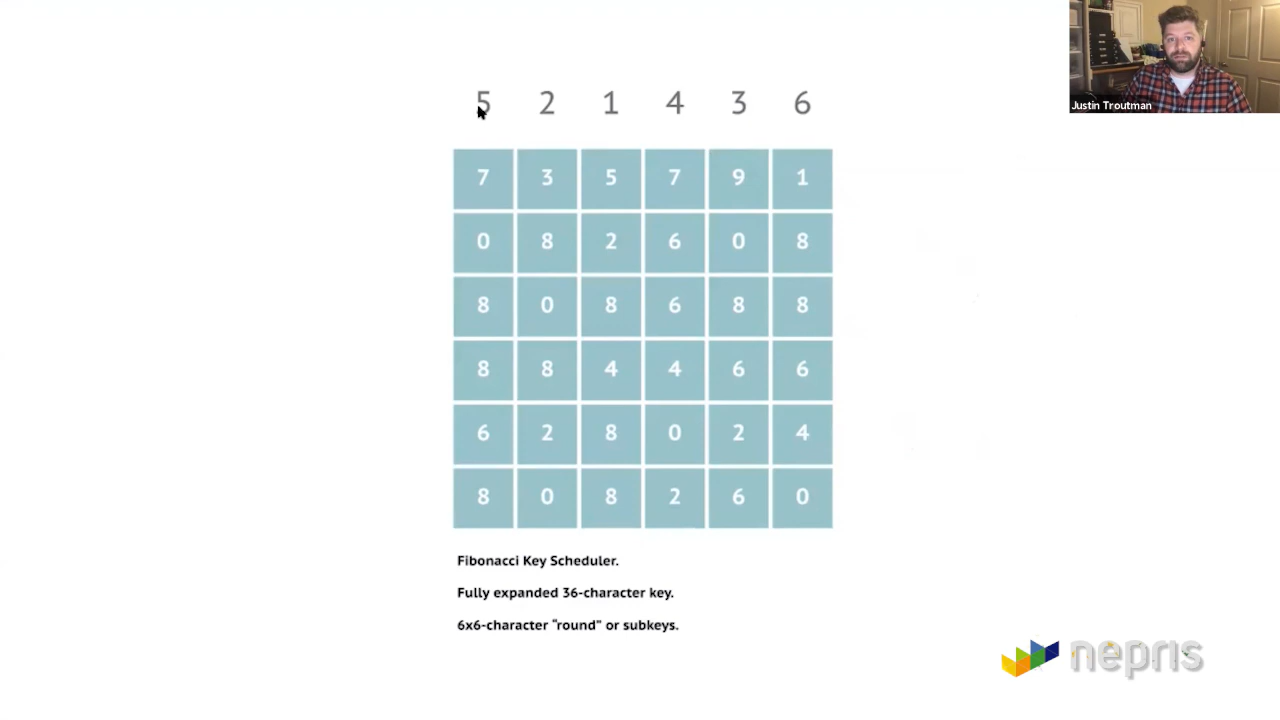 Justin Troutman
5 2 1 4 3 6
7 3 5 7 9 1
0 8 2 6 0 8
8 0 8 6 8 8
8 8 4 4 6 6
6 2 8 0 2 4
8 0 8 2 6 0
Fibonacci Key Scheduler.
Fully expanded 36-character key.
6x6-character "round" or subkeys.
nepris